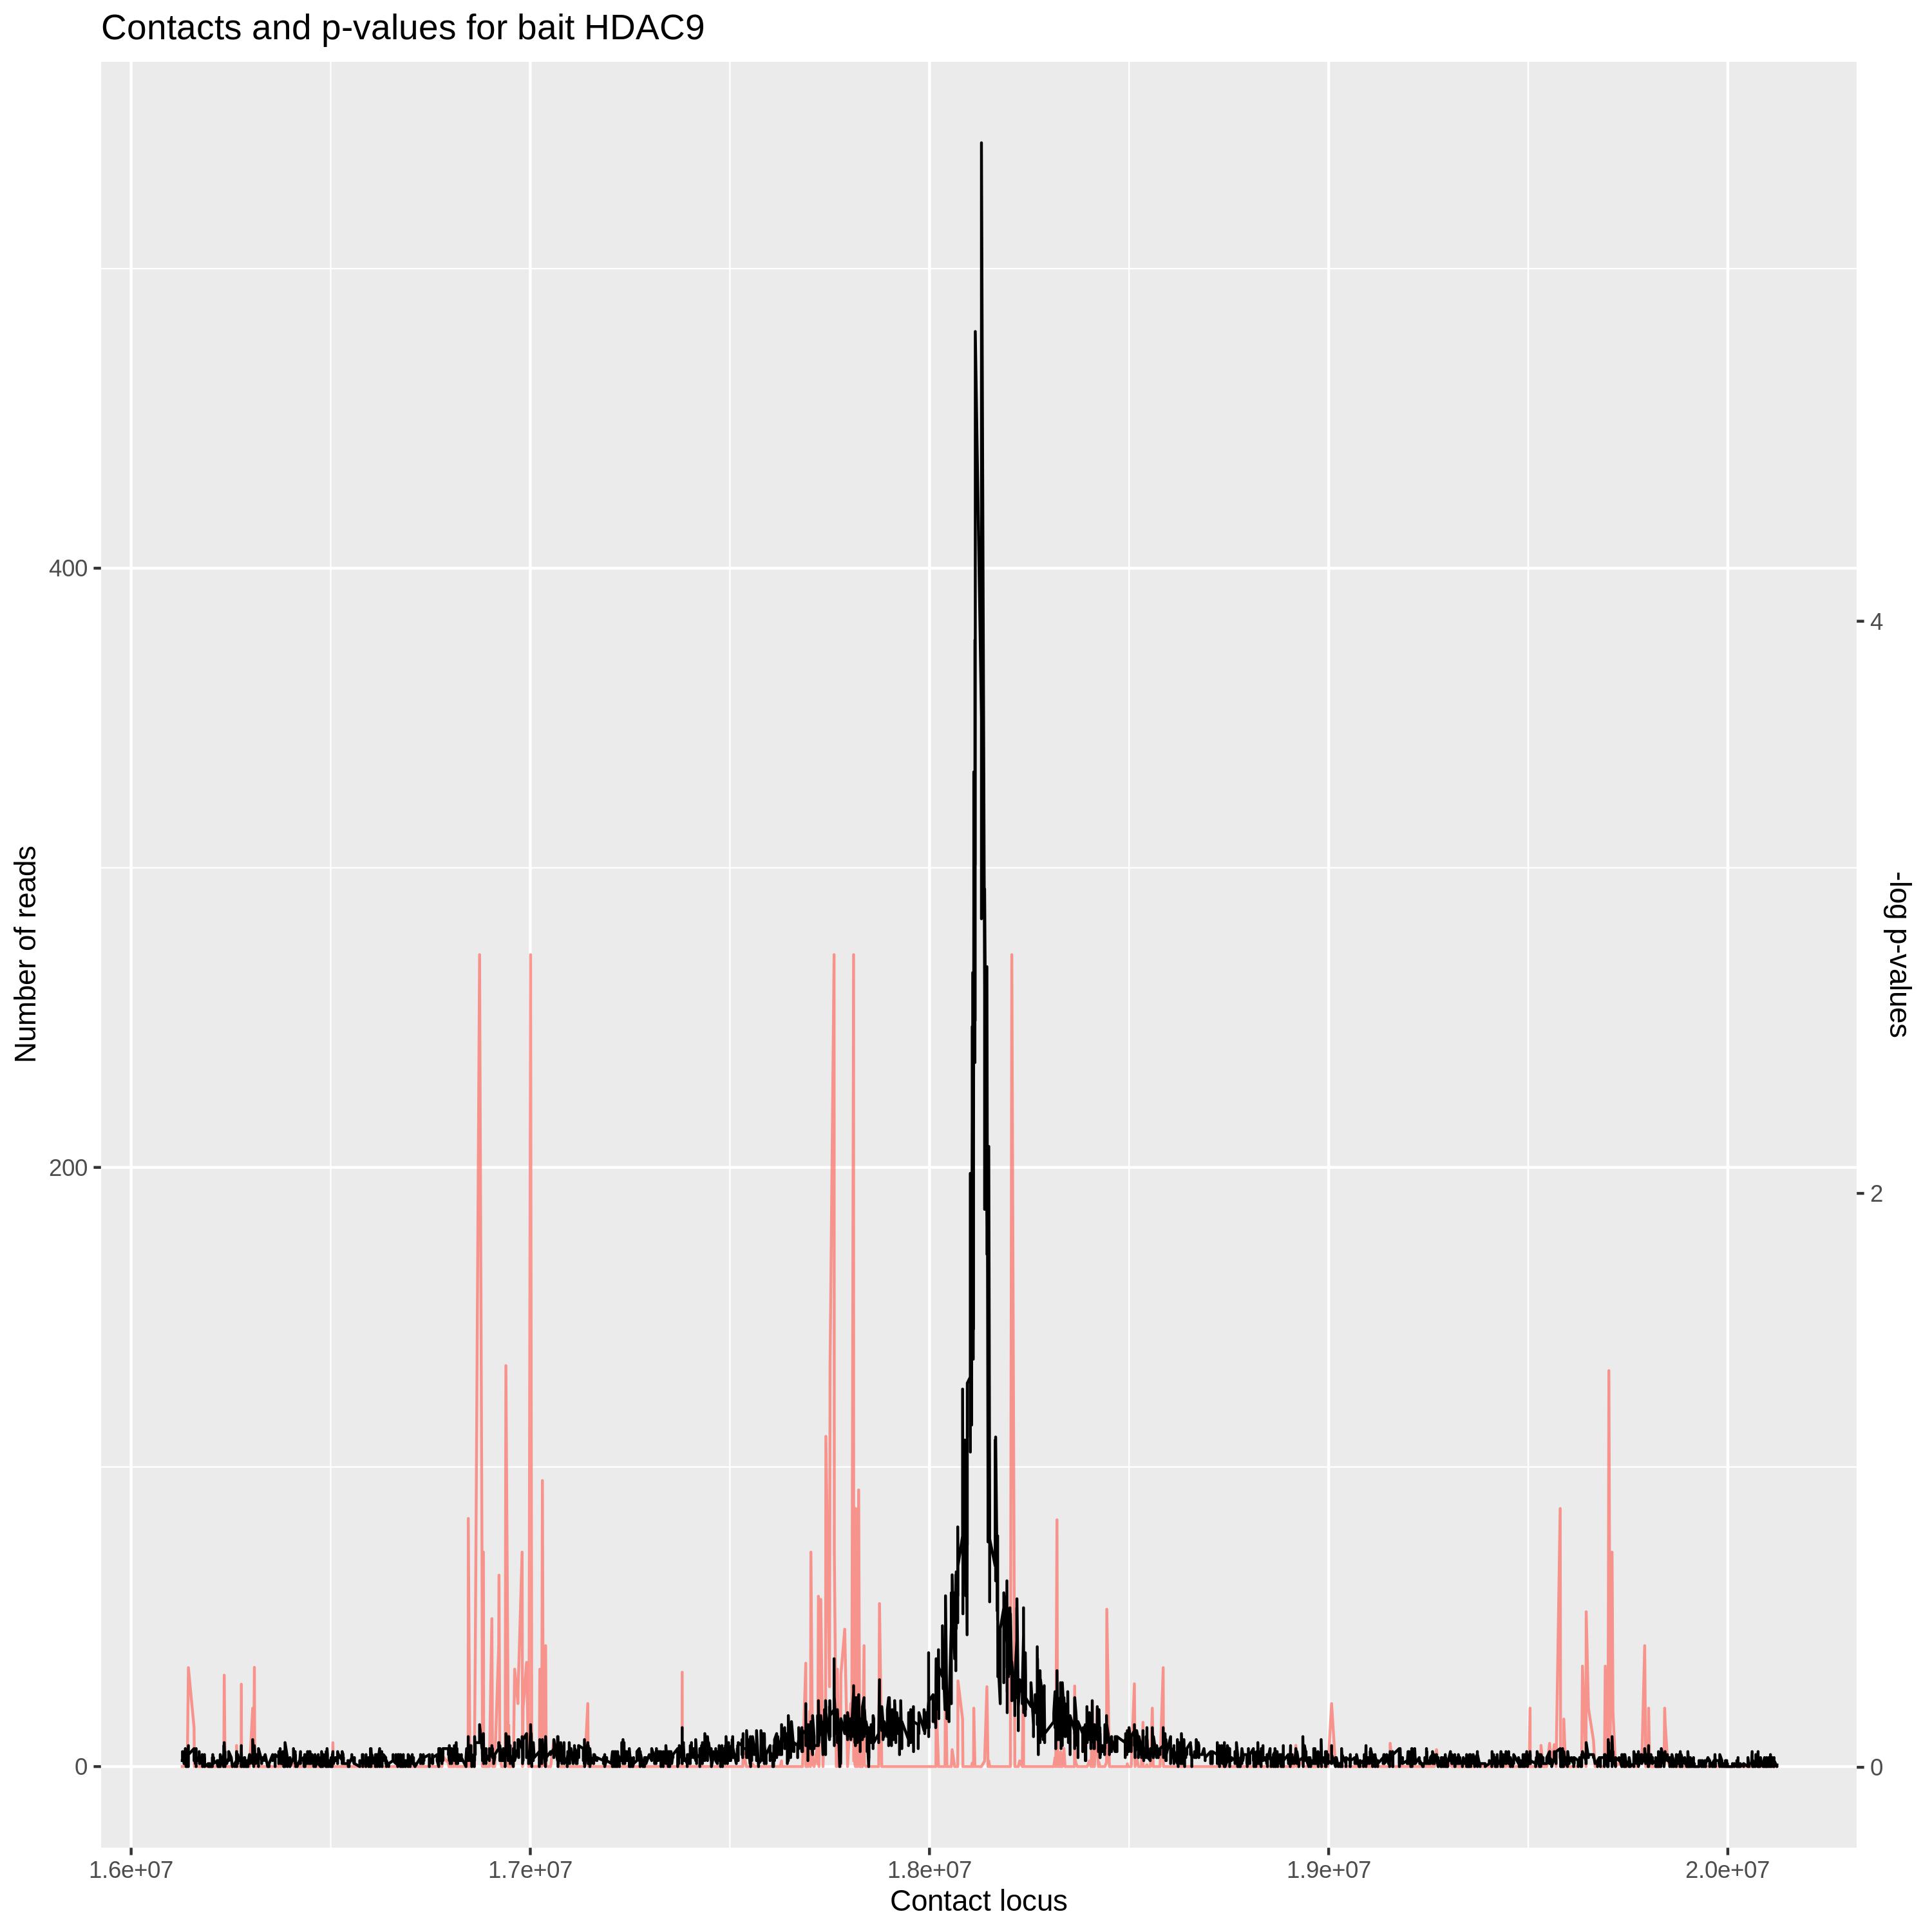 Contacts and p-values for bait HDAC9
Number of reads
400
200
0
-log p-values
4
2
0
1.6e+07
1.7e+07
1.8e+07
1.9e+07
2.0e+07
Contact locus